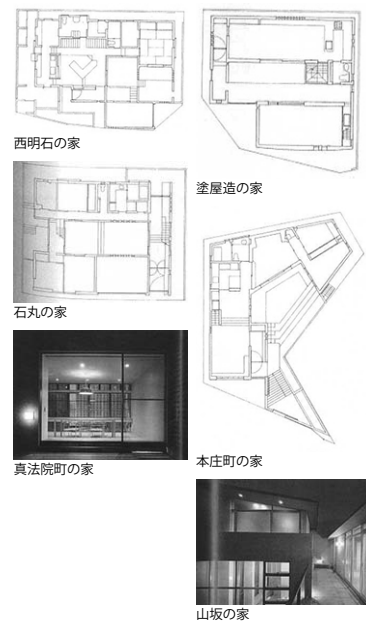 西明石の家
石丸の家
真法院町の家
塗屋造の家
本庄町の家
山坂の家